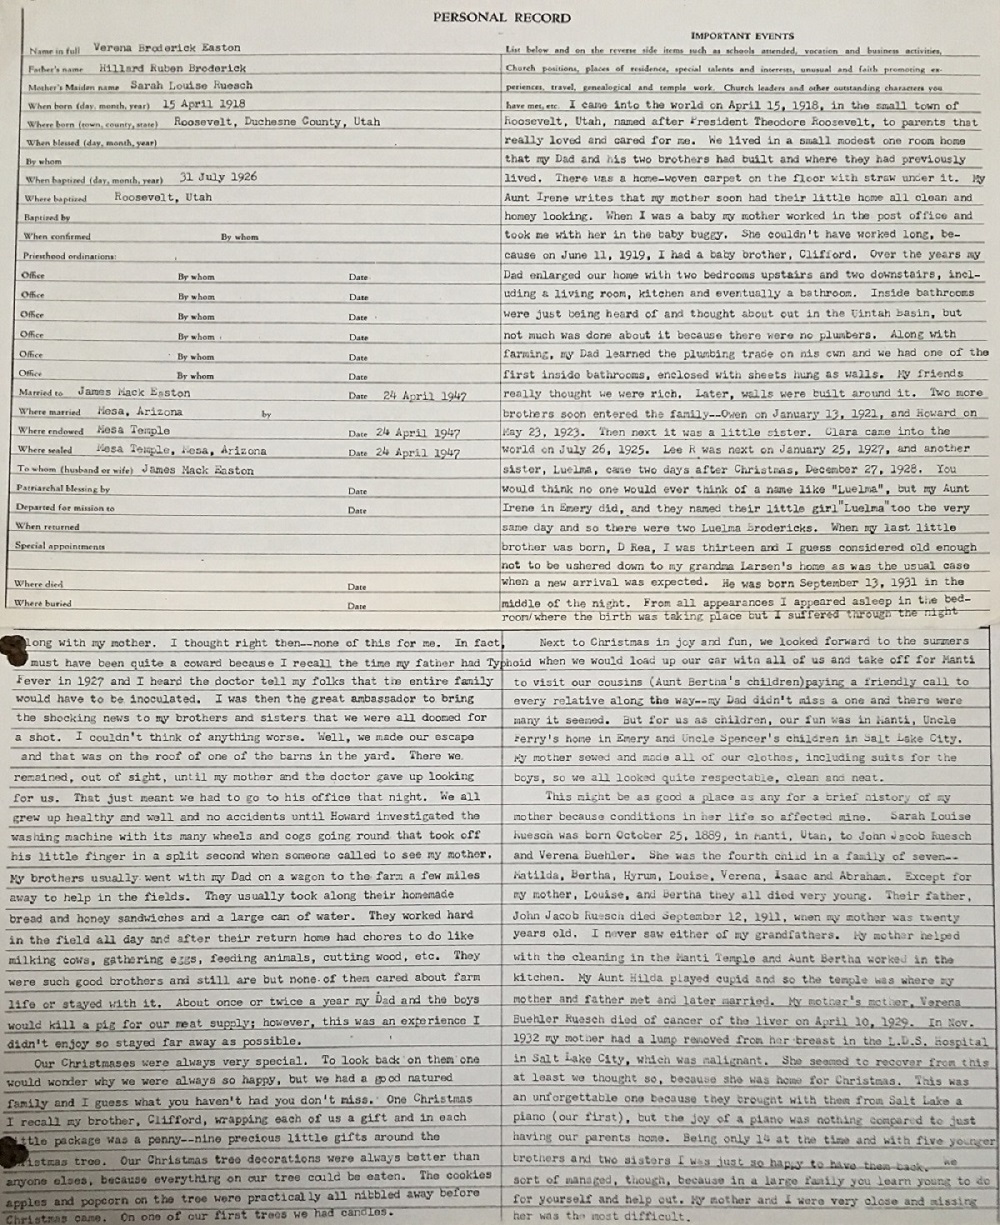 PERSONAL RECORD
Name in full Verena Broderick Easton
Father's name Hillard Ruben Broderick
Mother's Maiden name Sarah Louise Ruesch
When born (day, month, year) 15 April 1918
Where born (town, county, state) Roosevelt, Duchesne County, Utah
When blessed (day, month, year)
By whom
When baptized (day, month, year) 31 July 1926
Where baptized Roosevelt, Utah
Baptized by
When confirmed By whom
Priesthood ordinations:
Office By whom Date
Office By whom Date
Office By whom Date
Office By whom Date
Office By whom Date
Office By whom Date
Married to James Mack Easton Date 24 April 1947
Where married Mesa, Arizona by
Where endowed Mesa Temple Date 24 April 1947
Where sealed Mesa Temple, Mesa, Arizona Date 24 April 1947
To whom (husband or wife) James Mack Easton
Patriarchal blessing by Date
Departed for mission to Date
When returned
Special appointments
Where died Date
Where buried Date
IMPORTANT EVENTS
List below and on the reverse side items such as schools attended, vocation and business activities,
Church positions, places of residence, special talents and interests, unusual and faith promoting ex-
periences, travel, genealogical and temple work. Church leaders and other outstanding characters you
have met, etc. I came into the world on April 15, 1918, in the small town of
Roosevelt, Utah, named after President Theodore Roosevelt, to parents that
really loved and cared for me. We lived in a small modest one room home
that my Dad and his two brothers had built and where they had previously
lived. There was a home-woven carpet on the floor with straw under it. My
Aunt Irene writes that my mother soon had their little home all clean and
homey looking. When I was a baby my mother worked in the post office and
took me with her in the baby buggy. She couldn't have worked long, be-
cause on June 11, 1919, I had a baby brother, Clifford. Over the years my
Dad enlarged our home with two bedrooms upstairs and two downstairs, incl-
uding a living room, kitchen and eventually a bathroom. Inside bathrooms
were just being heard of and thought about out in the Uintah basin, but
not much was done about it because there were no plumbers. Along with
farming, my Dad learned the plumbing trade on his own and we had one of the
first inside bathrooms, enclosed with sheets hung as walls. My friends
really thought we were rich. Later, walls were built around it. Two more
brothers soon entered the family--Owen on January 13, 1921, and Howard on
May 23, 1923. Then next it was a little sister. Clara came into the
world on July 26, 1925. Lee R was next on January 25, 1927, and another
sister, Luelma, came two days after Christmas, December 27, 1928. You
would think no one would ever think of a name like "Luelma", but my Aunt
Irene in Emery did, and they named their little girl "Luelma" too the very
same day and so there were two Luelma Brodericks. When my last little
brother was born, D Rea, I was thirteen and I guess considered old enough
not to be ushered down to my grandma Larsen's home as was the usual case
when a new arrival was expected. He was born September 13, 1931 in the
middle of the night. From all appearances I appeared asleep in the bed-
room/where the birth was taking place but I suffered through the night
long with my mother. I thought right then--none of this for me. In fact,
must have been quite a coward because I recall the time my father had Typhoid
Fever in 1927 and I heard the doctor tell my folks that the entire family
would have to be inoculated. I was then the great ambassador to bring
the shocking news to my brothers and sisters that we were all doomed for
a shot. I couldn't think of anything worse. Well, we made our escape
and that was on the roof of one of the barns in the yard. There we
remained, out of sight, until my mother and the doctor gave up looking
for us. That just meant we had to go to his office that night. We all
grew up healthy and well and no accidents until Howard investigated the
washing machine with its many wheels and cogs going round that took off
his little finger in a split second when someone called to see my mother.
My brothers usually went with my Dad on a wagon to the farm a few miles
away to help in the fields. They usually took along their homemade
bread and honey sandwiches and a large can of water. They worked hard
in the field all day and after their return home had chores to do like
milking cows, gathering eggs, feeding animals, cutting wood, etc. They
were such good brothers and still are but none of them cared about farm
life or stayed with it. About once or twice a year my Dad and the boys
would kill a pig for our meat supply; however, this was an experience I
didn't enjoy so stayed far away as possible.
Our Christmases were always very special. To look back on them one
would wonder why we were always so happy, but we had a good natured
family and I guess what you haven't had you don't miss. One Christmas
I recall my brother, Clifford, wrapping each of us a gift and in each
ttle package was a penny--nine precious little gifts around the
ristmas tree. Our Christmas tree decorations were always better than
anyone elses, because everything on our tree could be eaten. The cookies
apples and popcorn on the tree were practically all nibbled away before
Christmas came. On one of our first trees we had candles.
Next to Christmas in joy and fun, we looked forward to the summers
when we would load up our car with all of us and take off for Manti
to visit our cousins (Aunt Bertha's children)paying a friendly call to
every relative along the way--my Dad didn't miss a one and there were
many it seemed. But for us as children, our fun was in Manti, Uncle
Perry's home in Emery and Uncle Spencer's children in Salt Lake City.
My mother sewed and made all of our clothes, including suits for the
boys, so we all looked quite respectable, clean and neat.
This might be as good a place as any for a brief history of my
mother because conditions in her life so affected mine. Sarah Louise
Ruesch was born October 25, 1889, in Manti, Utah, to John Jacob Ruesch
and Verena Buehler. She was the fourth child in a family of seven--
Matilda, Bertha, Hyrum, Louise, Verena, Isaac and Abraham. Except for
my mother, Louise, and Bertha they all died very young. Their father,
John Jacob Ruesch died September 12, 1911, when my mother was twenty
years old. I never saw either of my grandfathers. My mother helped
with the cleaning in the Manti Temple and Aunt Bertha worked in the
kitchen. My Aunt Hilda played cupid and so the temple was where my
mother and father met and later married. My mother's mother, Verena
Buehler Ruesch died of cancer of the liver on April 10, 1929. In Nov.
1932 my mother had a lump removed from her breast in the L.D.S. Hospital
in Salt Lake City, which was malignant. She seemed to recover from this
at least we thought so, because she was home for Christmas. This was
an unforgettable one because they brought with them from Salt Lake a
piano (our first), but the joy of a piano was nothing compared to just
having our parents home. Being only 14 at the time and with five younger
brothers and two sisters I was just so happy to have them back. We
sort of managed, though, because in a large family you learn young to do
for yourself and help out. My mother and I were very close and missing
her was the most difficult.